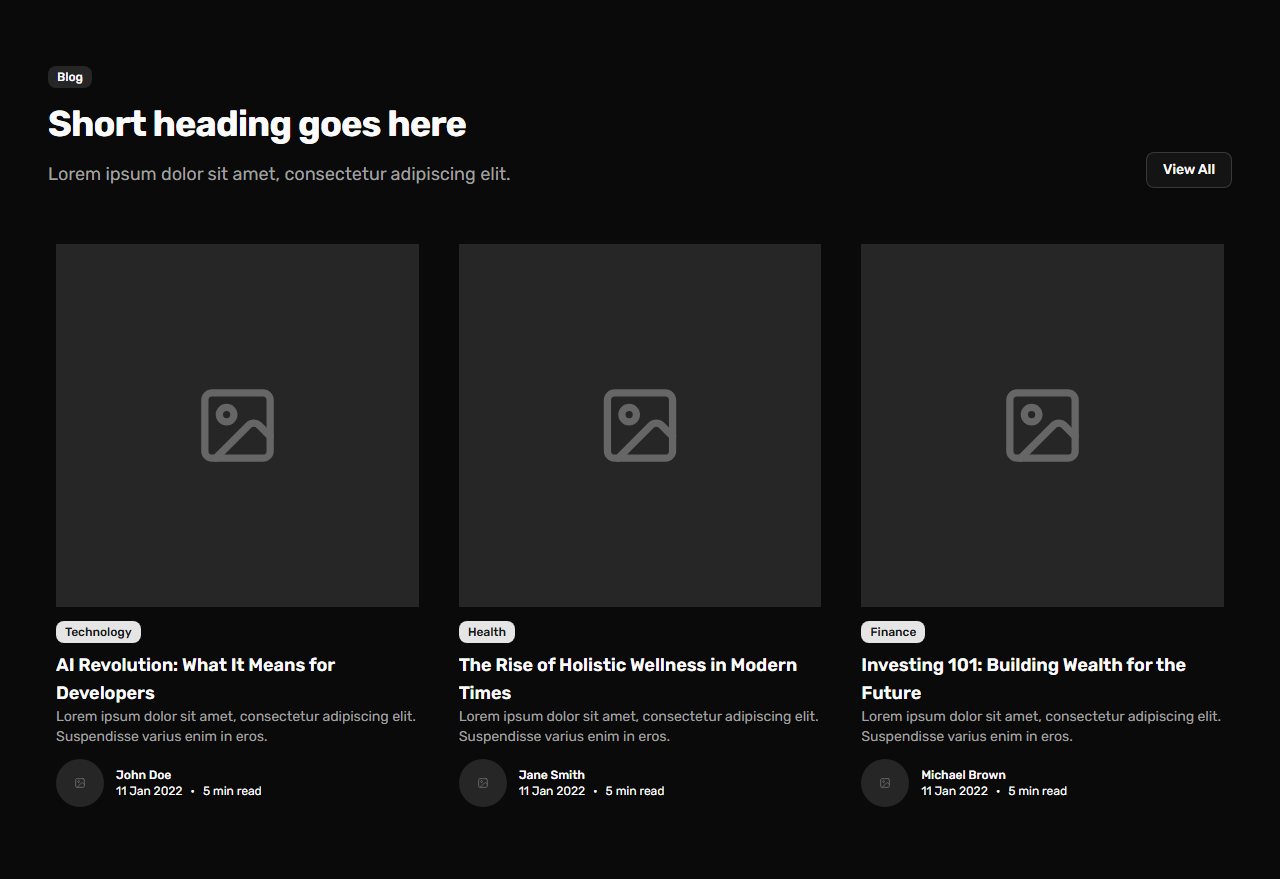 Blog
Short heading goes here
Lorem ipsum dolor sit amet, consectetur adipiscing elit.
View All
Technology
AI Revolution: What It Means for
Developers
Lorem ipsum dolor sit amet, consectetur adipiscing elit.
Suspendisse varius enim in eros.
John Doe
11 Jan 2022 • 5 min read
Health
The Rise of Holistic Wellness in Modern
Times
Lorem ipsum dolor sit amet, consectetur adipiscing elit.
Suspendisse varius enim in eros.
Jane Smith
11 Jan 2022 • 5 min read
Finance
Investing 101: Building Wealth for the
Future
Lorem ipsum dolor sit amet, consectetur adipiscing elit.
Suspendisse varius enim in eros.
Michael Brown
11 Jan 2022 • 5 min read